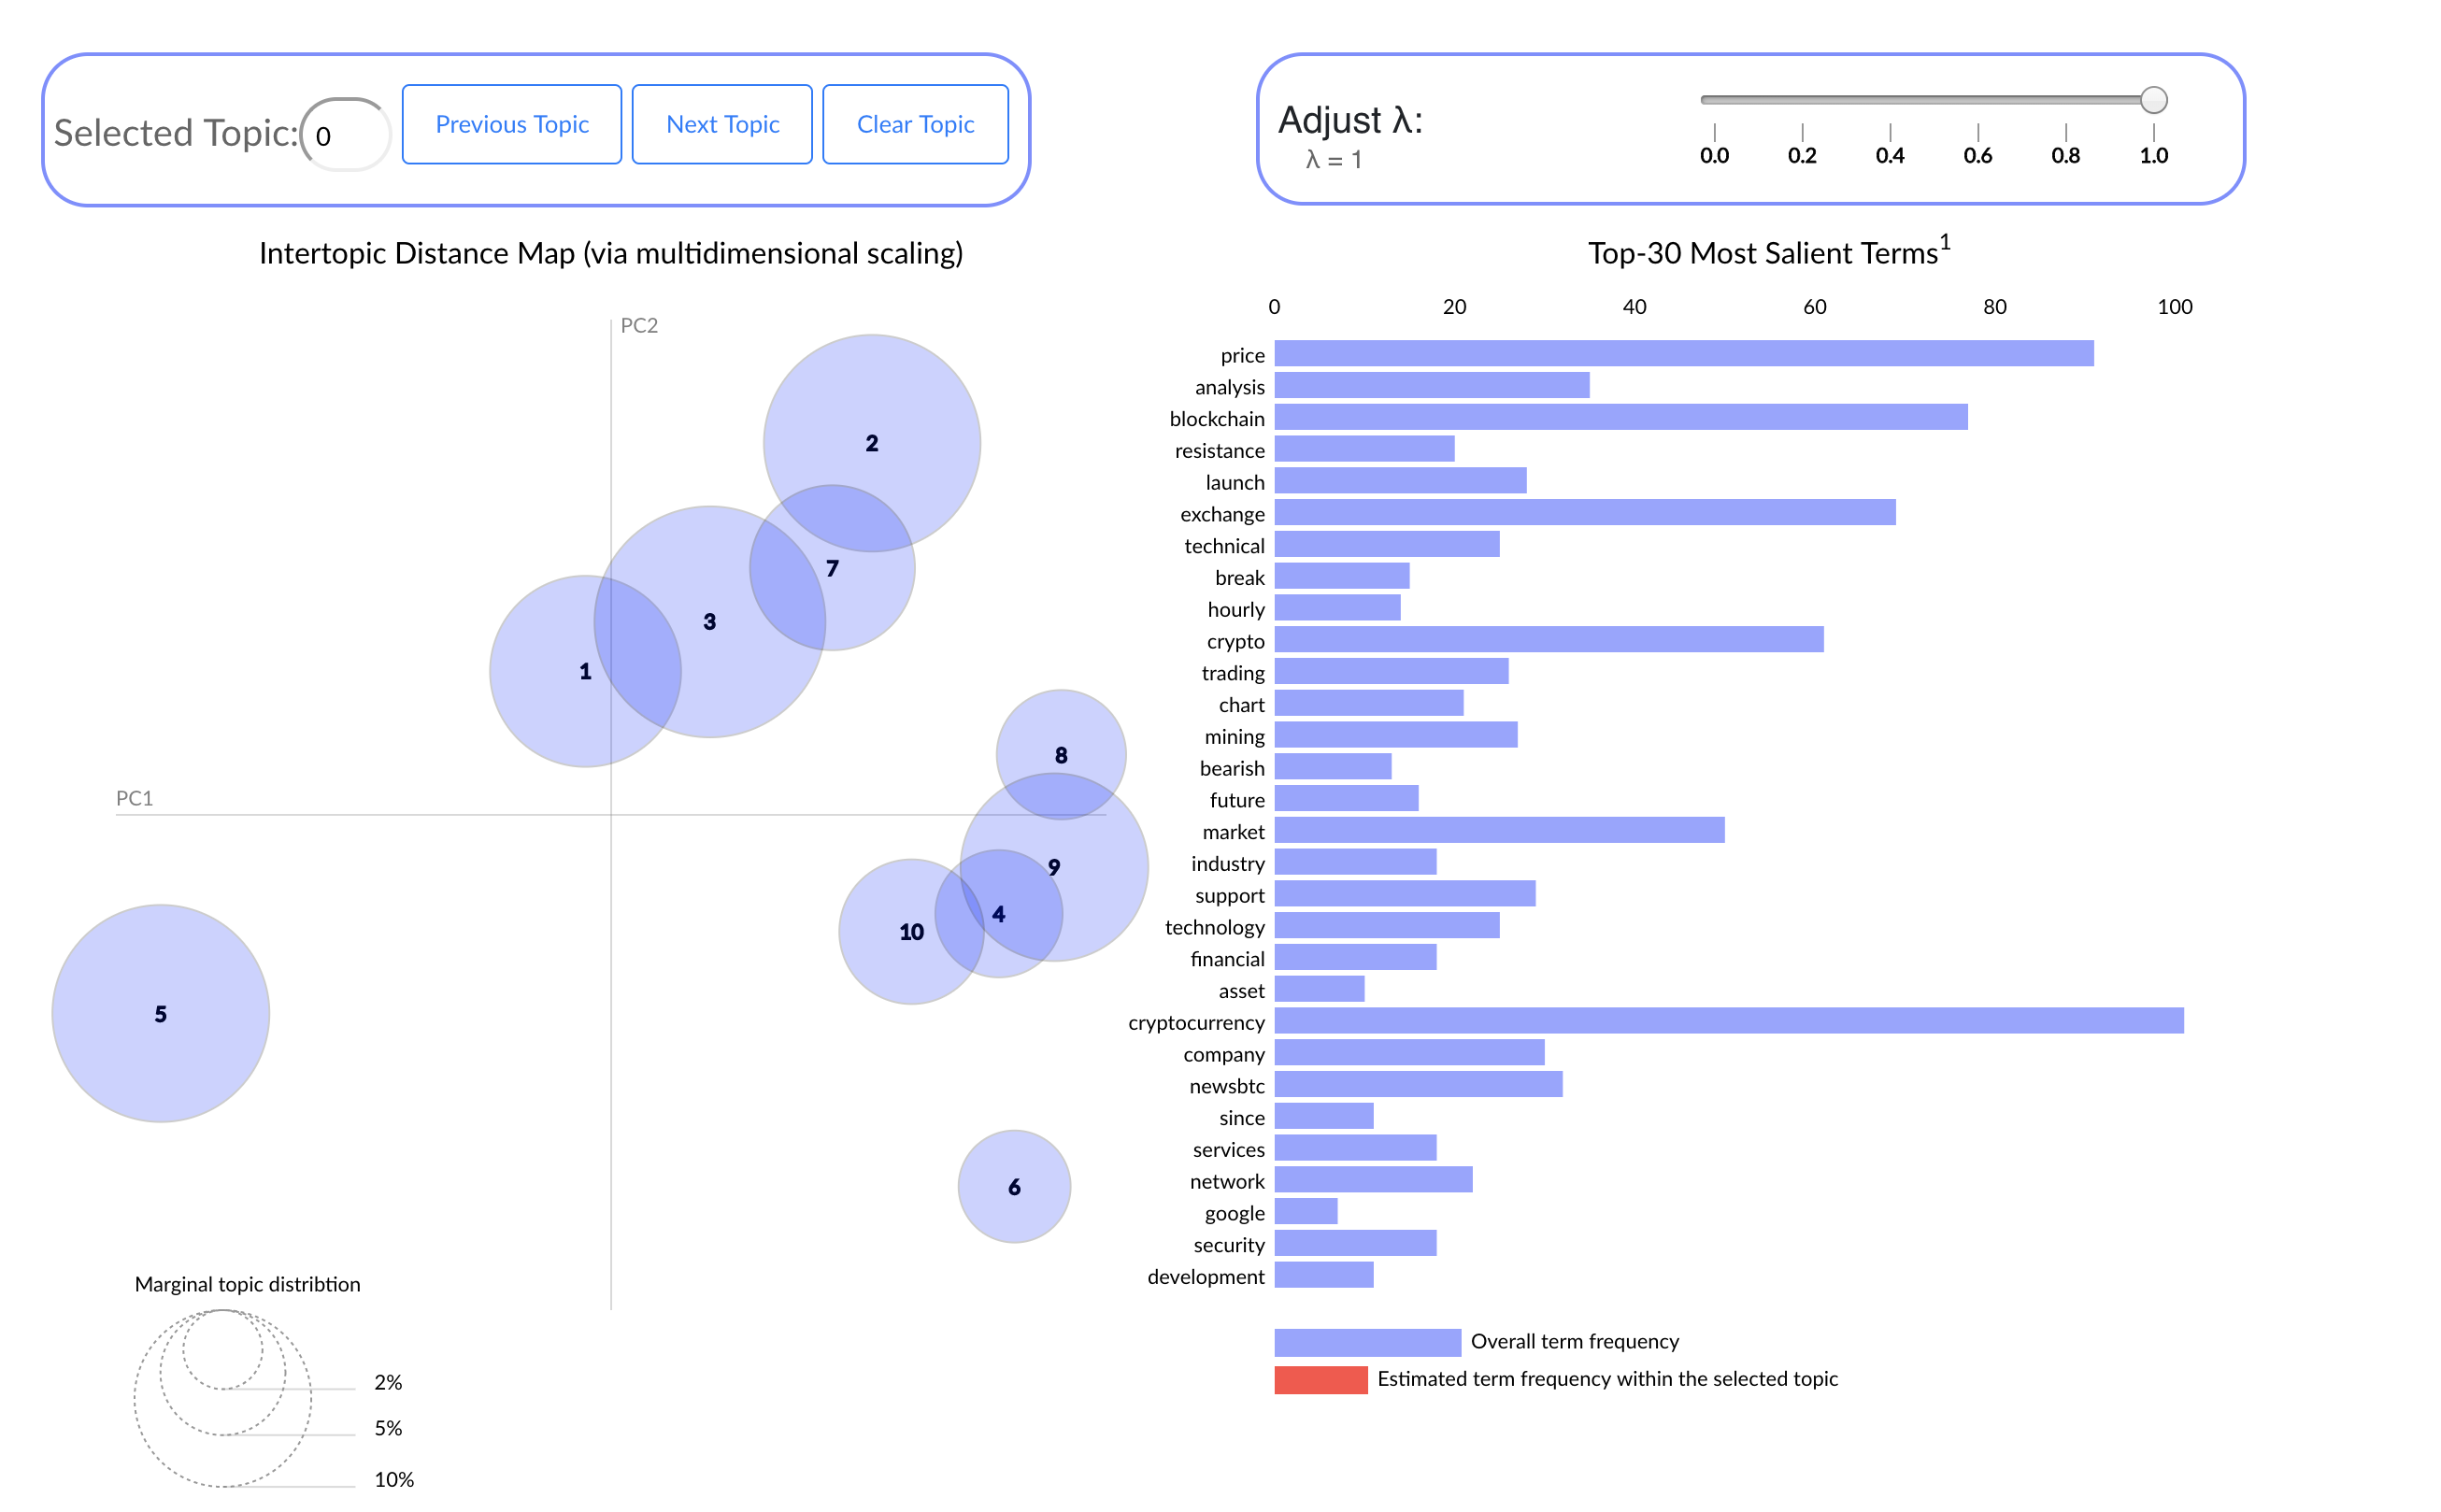 Selected Topic: 0 Previous Topic Next Topic Clear Topic
Adjust λ:
λ = 1
0.0 0.2 0.4 0.6 0.8 1.0
Intertopic Distance Map (via multidimensional scaling)
PC2
PC1
2
7
3
1
8
9
4
10
5
6
Marginal topic distribtion
2%
5%
10%
Top-30 Most Salient Terms1
0 20 40 60 80 100
price
analysis
blockchain
resistance
launch
exchange
technical
break
hourly
crypto
trading
chart
mining
bearish
future
market
industry
support
technology
financial
asset
cryptocurrency
company
newsbtc
since
services
network
google
security
development
Overall term frequency
Estimated term frequency within the selected topic